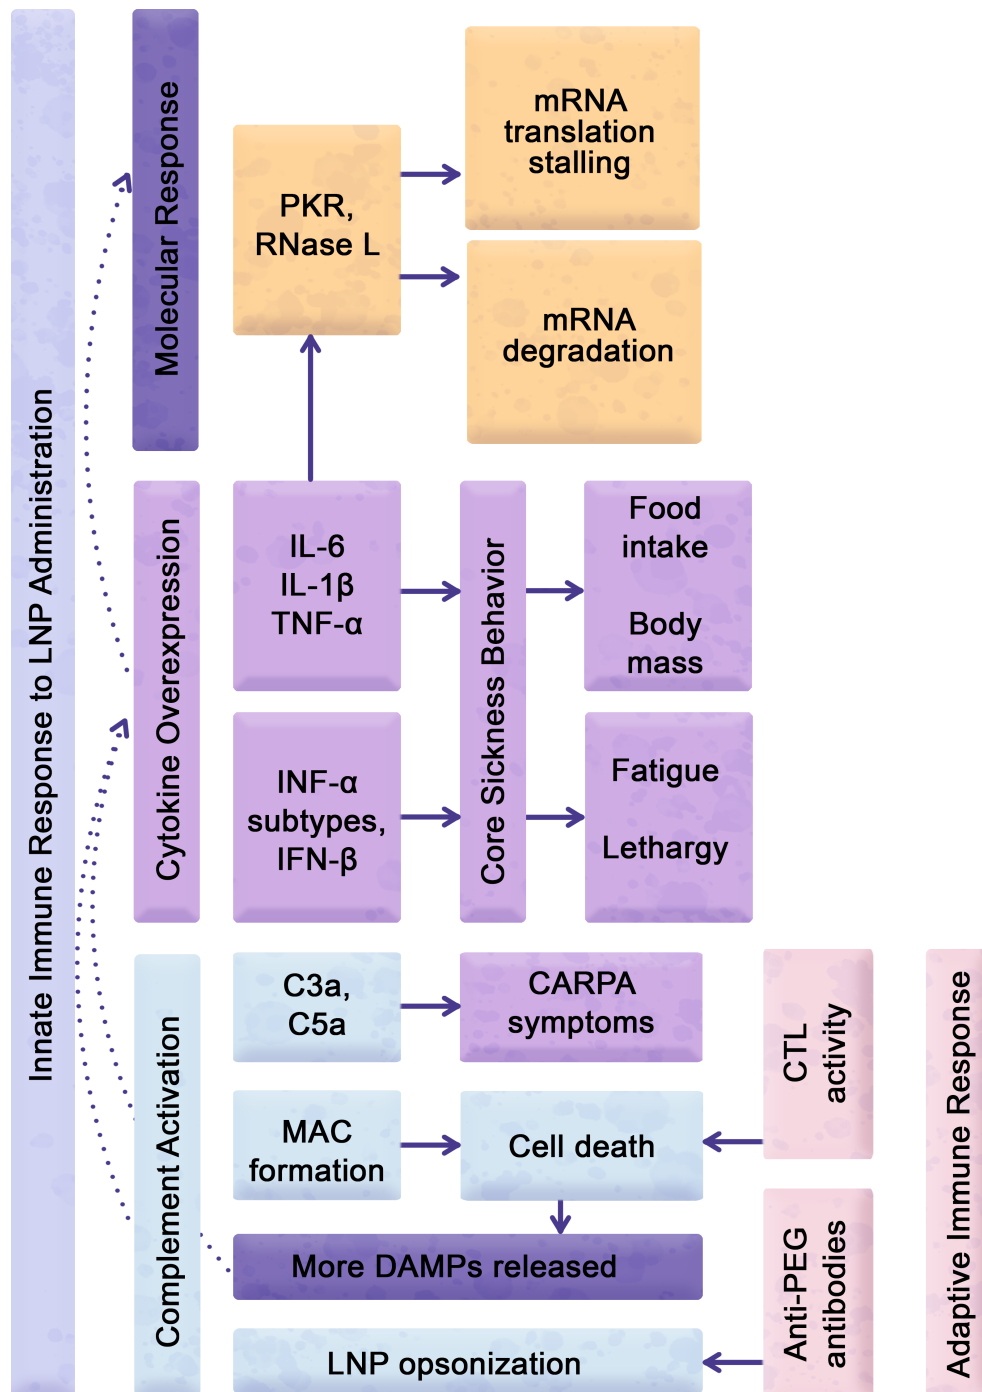 Innate Immune Response to LNP Administration
Molecular Response
PKR,
RNase L
mRNA
translation
stalling
mRNA
degradation
Cytokine Overexpression
IL-6
IL-1β
TNF-α
Core Sickness Behavior
Food
intake
Body
mass
INF-α
subtypes,
IFN-β
Fatigue
Lethargy
Complement Activation
C3a,
C5a
CARPA
symptoms
MAC
formation
Cell death
More DAMPs released
LNP opsonization
CTL
activity
Anti-PEG
antibodies
Adaptive Immune Response